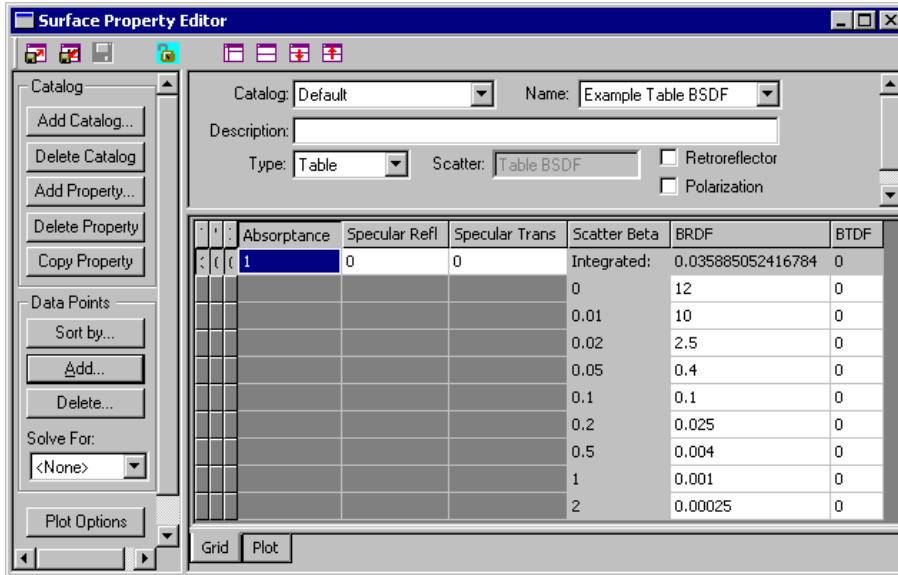 Surface Property Editor
Catalog
Add Catalog...
Delete Catalog
Add Property...
Delete Property
Copy Property
Data Points
Sort by...
Add...
Delete...
Solve For:
<None>
Plot Options
Catalog: Default Name: Example Table BSDF
Description:
Type: Table Scatter: Table BSDF Retroreflector
Polarization
Absorptance Specular Refl Specular Trans Scatter Beta BRDF BTDF
1 0 0 Integrated: 0.035885052416784 0
0 12 0
0.01 10 0
0.02 2.5 0
0.05 0.4 0
0.1 0.1 0
0.2 0.025 0
0.5 0.004 0
1 0.001 0
2 0.00025 0
Grid Plot